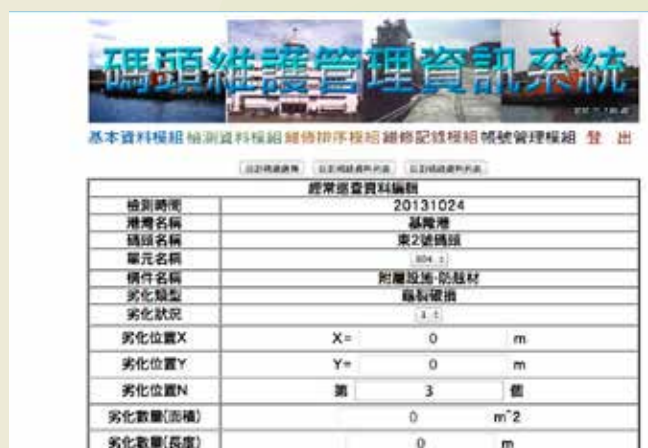 碼頭維護管理資訊系統
基本資料模組 檢測資料模組 維修排序模組 維修記錄模組 帳號管理模組 登 出
經常巡查資料編輯
檢測時間 20131024
港灣名稱 基隆港
碼頭名稱 東2號碼頭
單元名稱 B04
構件名稱 附屬設施-防舷材
劣化類型 龜裂破損
劣化狀況 3
劣化位置X X= 0 m
劣化位置Y Y= 0 m
劣化位置N 第 3 個
劣化數量(面積) 0 m^2
劣化數量(長度) 0 m